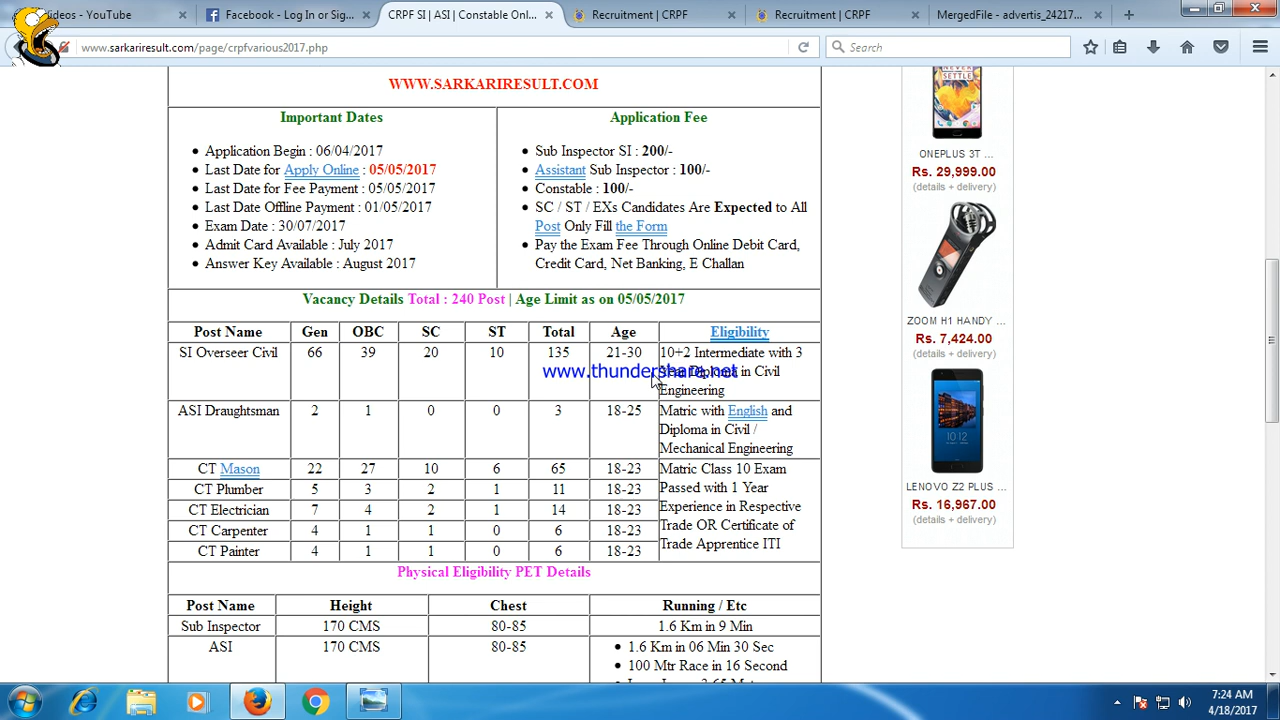 Videos - YouTube
Facebook - Log In or Sig...
CRPF SI | ASI | Constable Onl...
Recruitment | CRPF
Recruitment | CRPF
MergedFile - advertis_24217...
www.sarkariresult.com/page/crpfvarious2017.php
Search
WWW.SARKARIRESULT.COM
Important Dates
Application Begin : 06/04/2017
Last Date for Apply Online : 05/05/2017
Last Date for Fee Payment : 05/05/2017
Last Date Offline Payment : 01/05/2017
Exam Date : 30/07/2017
Admit Card Available : July 2017
Answer Key Available : August 2017
Application Fee
Sub Inspector SI : 200/-
Assistant Sub Inspector : 100/-
Constable : 100/-
SC / ST / EXs Candidates Are Expected to All
Post Only Fill the Form
Pay the Exam Fee Through Online Debit Card,
Credit Card, Net Banking, E Challan
Vacancy Details Total : 240 Post | Age Limit as on 05/05/2017
Post Name Gen OBC SC ST Total Age Eligibility
SI Overseer Civil 66 39 20 10 135 21-30 10+2 Intermediate with 3
Diploma in Civil
Engineering
www.thundershare.net
ASI Draughtsman 2 1 0 0 3 18-25 Matric with English and
Diploma in Civil /
Mechanical Engineering
CT Mason 22 27 10 6 65 18-23 Matric Class 10 Exam
CT Plumber 5 3 2 1 11 18-23 Passed with 1 Year
CT Electrician 7 4 2 1 14 18-23 Experience in Respective
CT Carpenter 4 1 1 0 6 18-23 Trade OR Certificate of
CT Painter 4 1 1 0 6 18-23 Trade Apprentice ITI
Physical Eligibility PET Details
Post Name Height Chest Running / Etc
Sub Inspector 170 CMS 80-85 1.6 Km in 9 Min
ASI 170 CMS 80-85 1.6 Km in 06 Min 30 Sec
100 Mtr Race in 16 Second
NEVER
SETTLE
ONEPLUS 3T ...
Rs. 29,999.00
(details + delivery)
ZOOM H1 HANDY ...
Rs. 7,424.00
(details + delivery)
10:12
LENOVO Z2 PLUS ...
Rs. 16,967.00
(details + delivery)
7:24 AM
4/18/2017